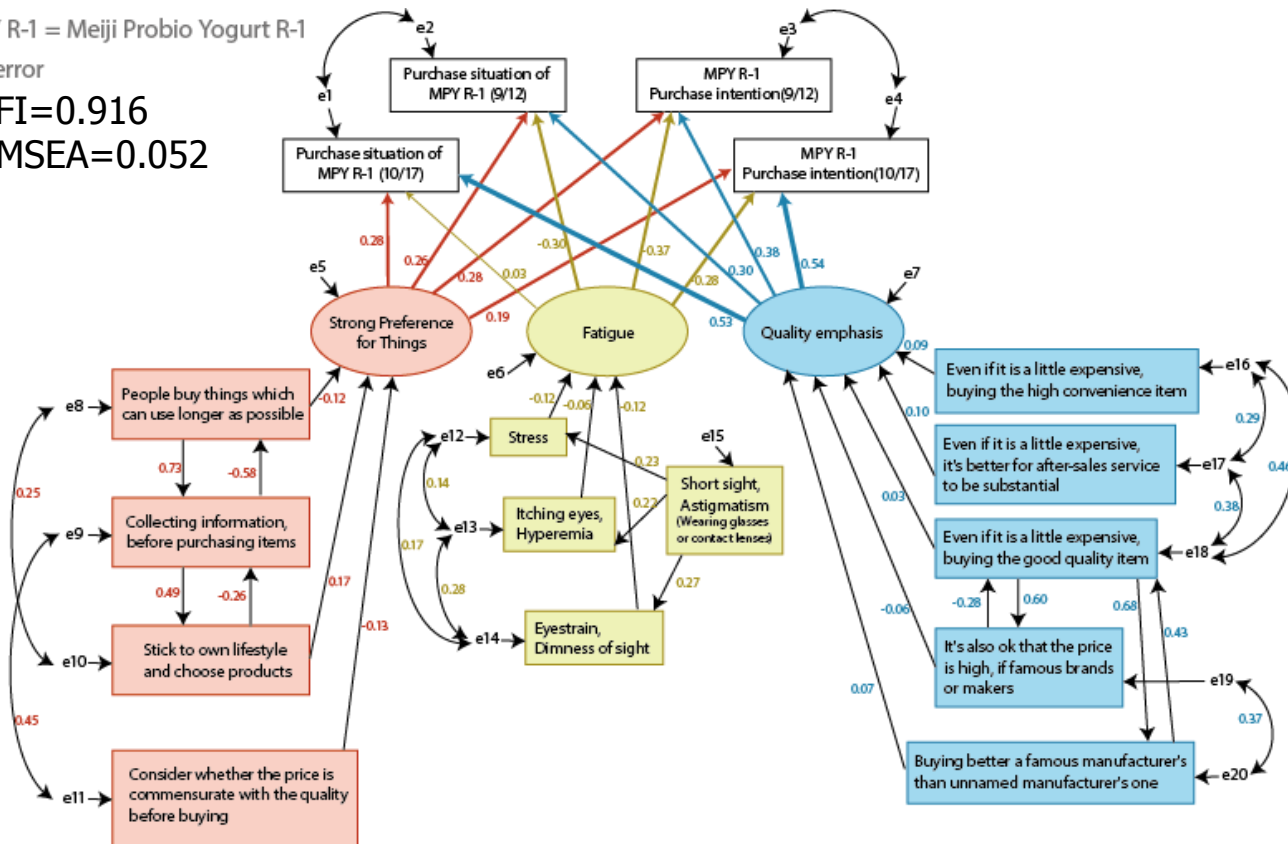 R-1 = Meiji Probio Yogurt R-1
error
FI=0.916
MSEA=0.052
e2
e3
e1
e4
Purchase situation of
MPY R-1 (9/12)
MPY R-1
Purchase intention(9/12)
Purchase situation of
MPY R-1 (10/17)
MPY R-1
Purchase intention(10/17)
0.28
0.26
0.28
0.03
-0.30
-0.37
-0.28
0.30
0.38
0.54
0.19
0.53
e5
e6
e7
Strong Preference
for Things
Fatigue
Quality emphasis
e8
People buy things which
can use longer as possible
-0.12
0.73
-0.58
0.25
e9
Collecting information,
before purchasing items
0.49
-0.26
0.17
-0.13
e10
Stick to own lifestyle
and choose products
0.45
e11
Consider whether the price is
commensurate with the quality
before buying
-0.12
-0.06
-0.12
e12
Stress
e15
0.23
0.14
Short sight,
Astigmatism
(Wearing glasses
or contact lenses)
0.22
e13
Itching eyes,
Hyperemia
0.17
0.28
0.27
e14
Eyestrain,
Dimness of sight
0.09
Even if it is a little expensive,
buying the high convenience item
e16
0.29
0.10
Even if it is a little expensive,
it's better for after-sales service
to be substantial
e17
0.46
0.38
0.03
Even if it is a little expensive,
buying the good quality item
e18
-0.28
0.60
0.68
0.43
-0.06
It's also ok that the price
is high, if famous brands
or makers
e19
0.37
0.07
Buying better a famous manufacturer's
than unnamed manufacturer's one
e20